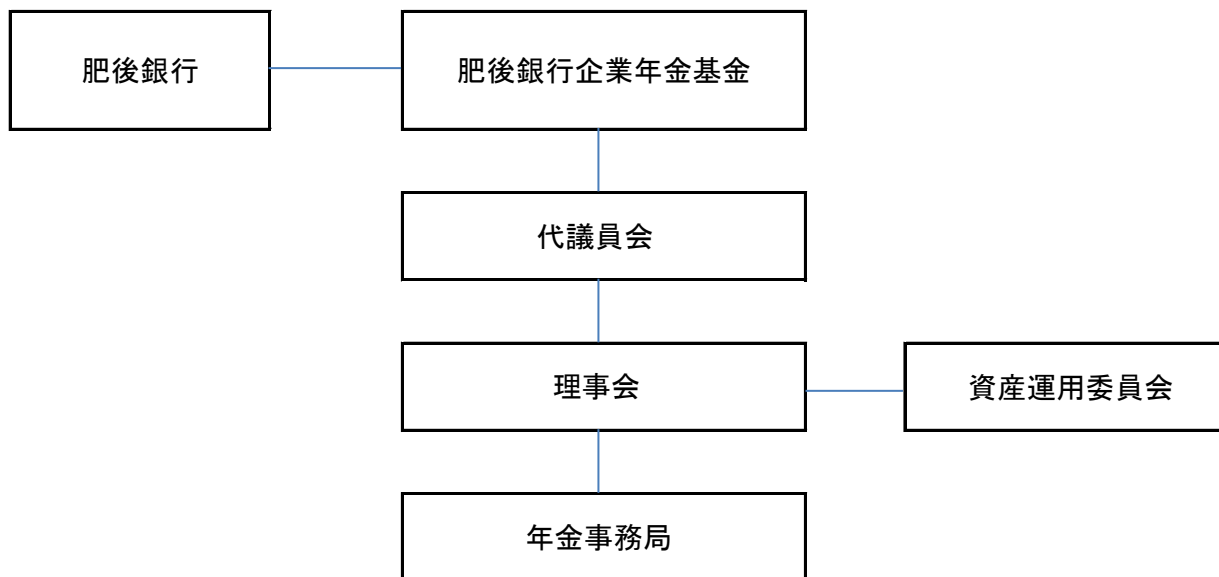 肥後銀行
肥後銀行企業年金基金
代議員会
理事会
資産運用委員会
年金事務局